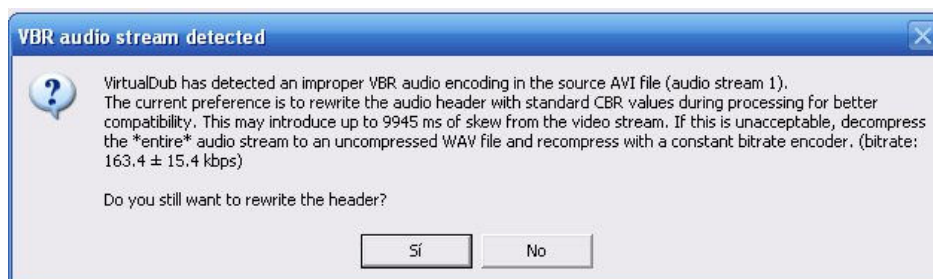 VBR audio stream detected
VirtualDub has detected an improper VBR audio encoding in the source AVI file (audio stream 1).
The current preference is to rewrite the audio header with standard CBR values during processing for better
compatibility. This may introduce up to 9945 ms of skew from the video stream. If this is unacceptable, decompress
the *entire* audio stream to an uncompressed WAV file and recompress with a constant bitrate encoder. (bitrate:
163.4 ± 15.4 kbps)
Do you still want to rewrite the header?
Sí
No